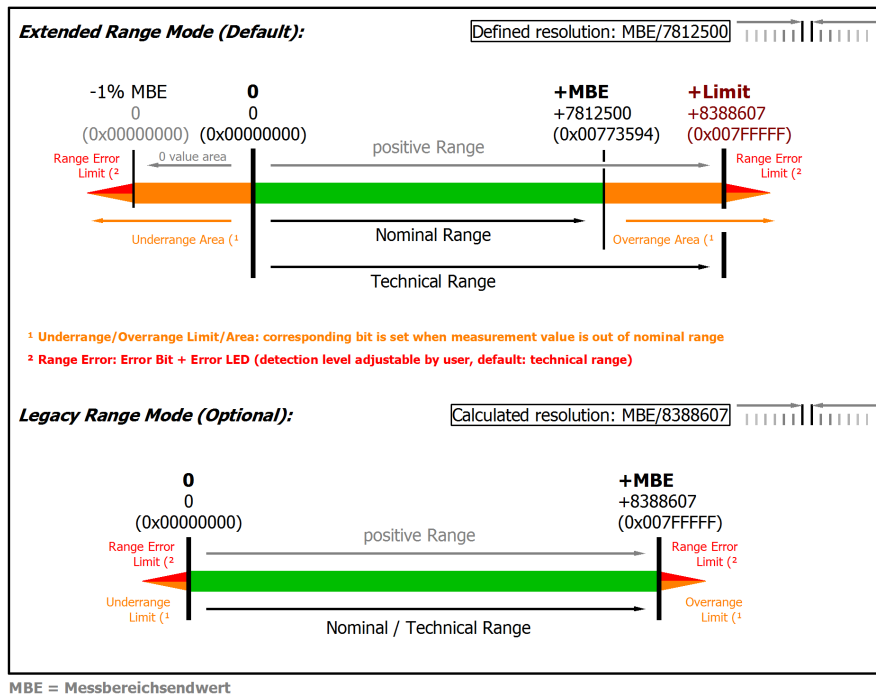 Extended Range Mode (Default):
Defined resolution: MBE/7812500
-1% MBE
0
(0x00000000)
0
0
(0x00000000)
+MBE
+7812500
(0x00773594)
+Limit
+8388607
(0x007FFFFF)
Range Error
Limit (²
0 value area
positive Range
Range Error
Limit (²
Underrange Area (¹
Nominal Range
Overrange Area (¹
Technical Range
¹ Underrange/Overrange Limit/Area: corresponding bit is set when measurement value is out of nominal range
² Range Error: Error Bit + Error LED (detection level adjustable by user, default: technical range)
Legacy Range Mode (Optional):
Calculated resolution: MBE/8388607
0
0
(0x00000000)
+MBE
+8388607
(0x007FFFFF)
Range Error
Limit (²
positive Range
Range Error
Limit (²
Underrange
Limit (¹
Overrange
Limit (¹
Nominal / Technical Range
MBE = Messbereichsendwert